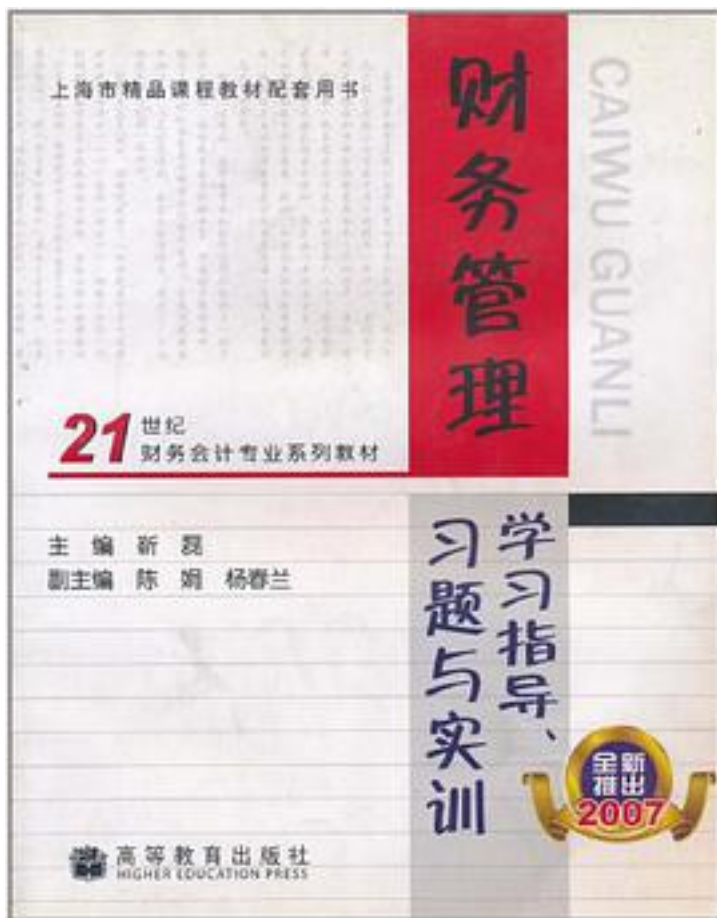 上海市精品课程教材配套用书
财务管理
CAIWU GUANLI
21世纪
财务会计专业系列教材
主 编 靳 磊
副主编 陈 娟 杨春兰
学习指导、
习题与实训
全新
推出
2007
高等教育出版社
HIGHER EDUCATION PRESS